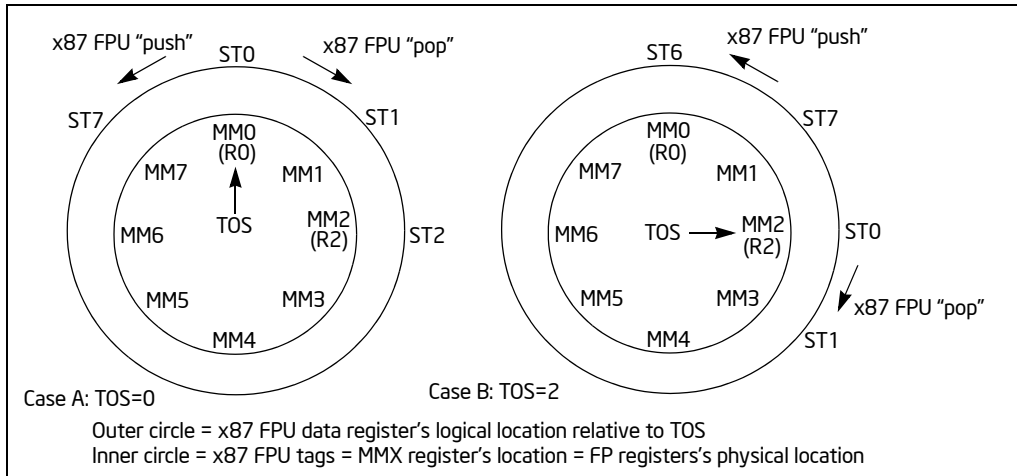 x87 FPU “push”
x87 FPU “pop”
ST0
ST7
ST1
MM0
(R0)
MM7
MM1
MM6
TOS
MM2
(R2)
ST2
MM5
MM3
MM4
Case A: TOS=0
x87 FPU “push”
ST6
ST7
MM0
(R0)
MM7
MM1
MM6
TOS
MM2
(R2)
ST0
MM5
MM3
x87 FPU “pop”
MM4
ST1
Case B: TOS=2
Outer circle = x87 FPU data register’s logical location relative to TOS
Inner circle = x87 FPU tags = MMX register’s location = FP registers’s physical location